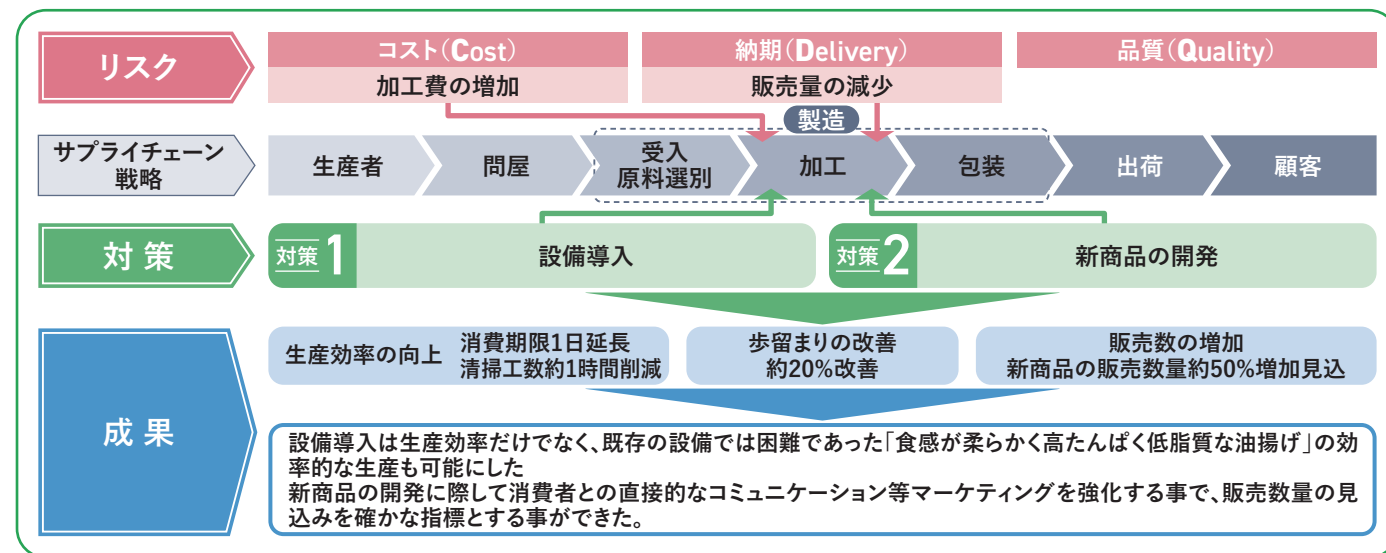 リスク
コスト(Cost)
加工費の増加
納期(Delivery)
販売量の減少
品質(Quality)
製造
サプライチェーン
戦略
生産者
問屋
受入
原料選別
加工
包装
出荷
顧客
対策
対策1
設備導入
対策2
新商品の開発
成果
生産効率の向上
消費期限1日延長
清掃工数約1時間削減
歩留まりの改善
約20%改善
販売数の増加
新商品の販売数量約50%増加見込
設備導入は生産効率だけでなく、既存の設備では困難であった「食感が柔らかく高たんぱく低脂質な油揚げ」の効
率的な生産も可能にした
新商品の開発に際して消費者との直接的なコミュニケーション等マーケティングを強化する事で、販売数量の見
込みを確かな指標とする事ができた。